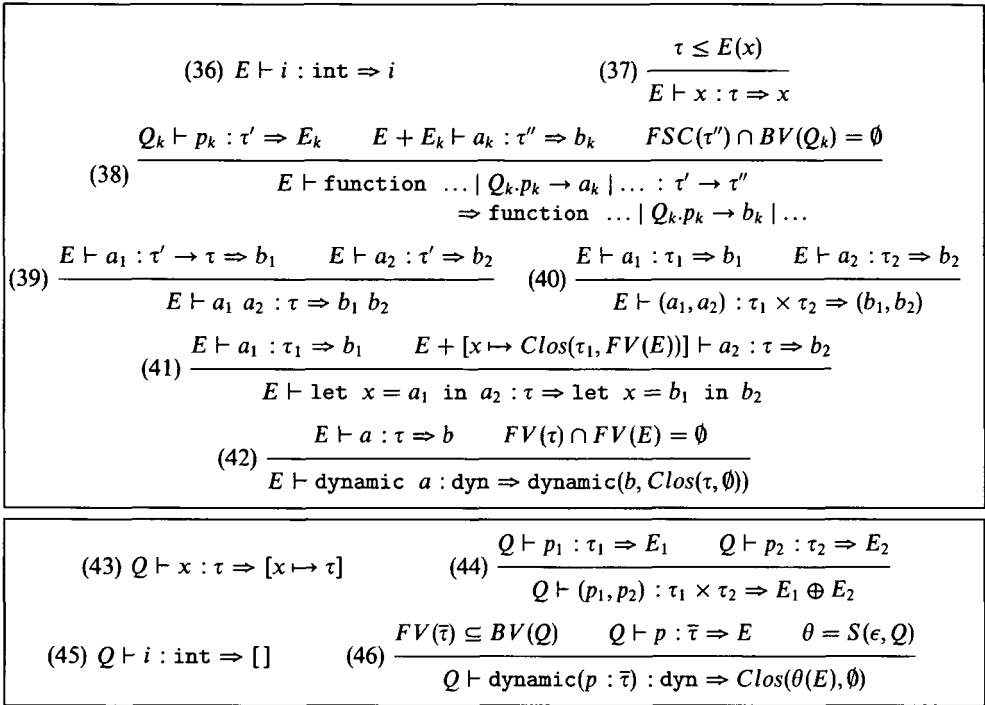 (36) E ⊢ i : int ⇒ i
(37) τ ≤ E(x)
E ⊢ x : τ ⇒ x
Q_k ⊢ p_k : τ′ ⇒ E_k E + E_k ⊢ a_k : τ″ ⇒ b_k FSC(τ″) ∩ BV(Q_k) = ∅
(38)
E ⊢ function … | Q_k.p_k → a_k | … : τ′ → τ″
⇒ function … | Q_k.p_k → b_k | …
(39) E ⊢ a_1 : τ′ → τ ⇒ b_1 E ⊢ a_2 : τ′ ⇒ b_2
E ⊢ a_1 a_2 : τ ⇒ b_1 b_2
(40) E ⊢ a_1 : τ_1 ⇒ b_1 E ⊢ a_2 : τ_2 ⇒ b_2
E ⊢ (a_1, a_2) : τ_1 × τ_2 ⇒ (b_1, b_2)
(41) E ⊢ a_1 : τ_1 ⇒ b_1 E + [x ↦ Clos(τ_1, FV(E))] ⊢ a_2 : τ ⇒ b_2
E ⊢ let x = a_1 in a_2 : τ ⇒ let x = b_1 in b_2
(42) E ⊢ a : τ ⇒ b FV(τ) ∩ FV(E) = ∅
E ⊢ dynamic a : dyn ⇒ dynamic(b, Clos(τ, ∅))
(43) Q ⊢ x : τ ⇒ [x ↦ τ]
(44) Q ⊢ p_1 : τ_1 ⇒ E_1 Q ⊢ p_2 : τ_2 ⇒ E_2
Q ⊢ (p_1, p_2) : τ_1 × τ_2 ⇒ E_1 ⊕ E_2
(45) Q ⊢ i : int ⇒ []
(46) FV(τ̄) ⊆ BV(Q) Q ⊢ p : τ̄ ⇒ E θ = S(ϵ, Q)
Q ⊢ dynamic(p : τ̄) : dyn ⇒ Clos(θ(E), ∅)